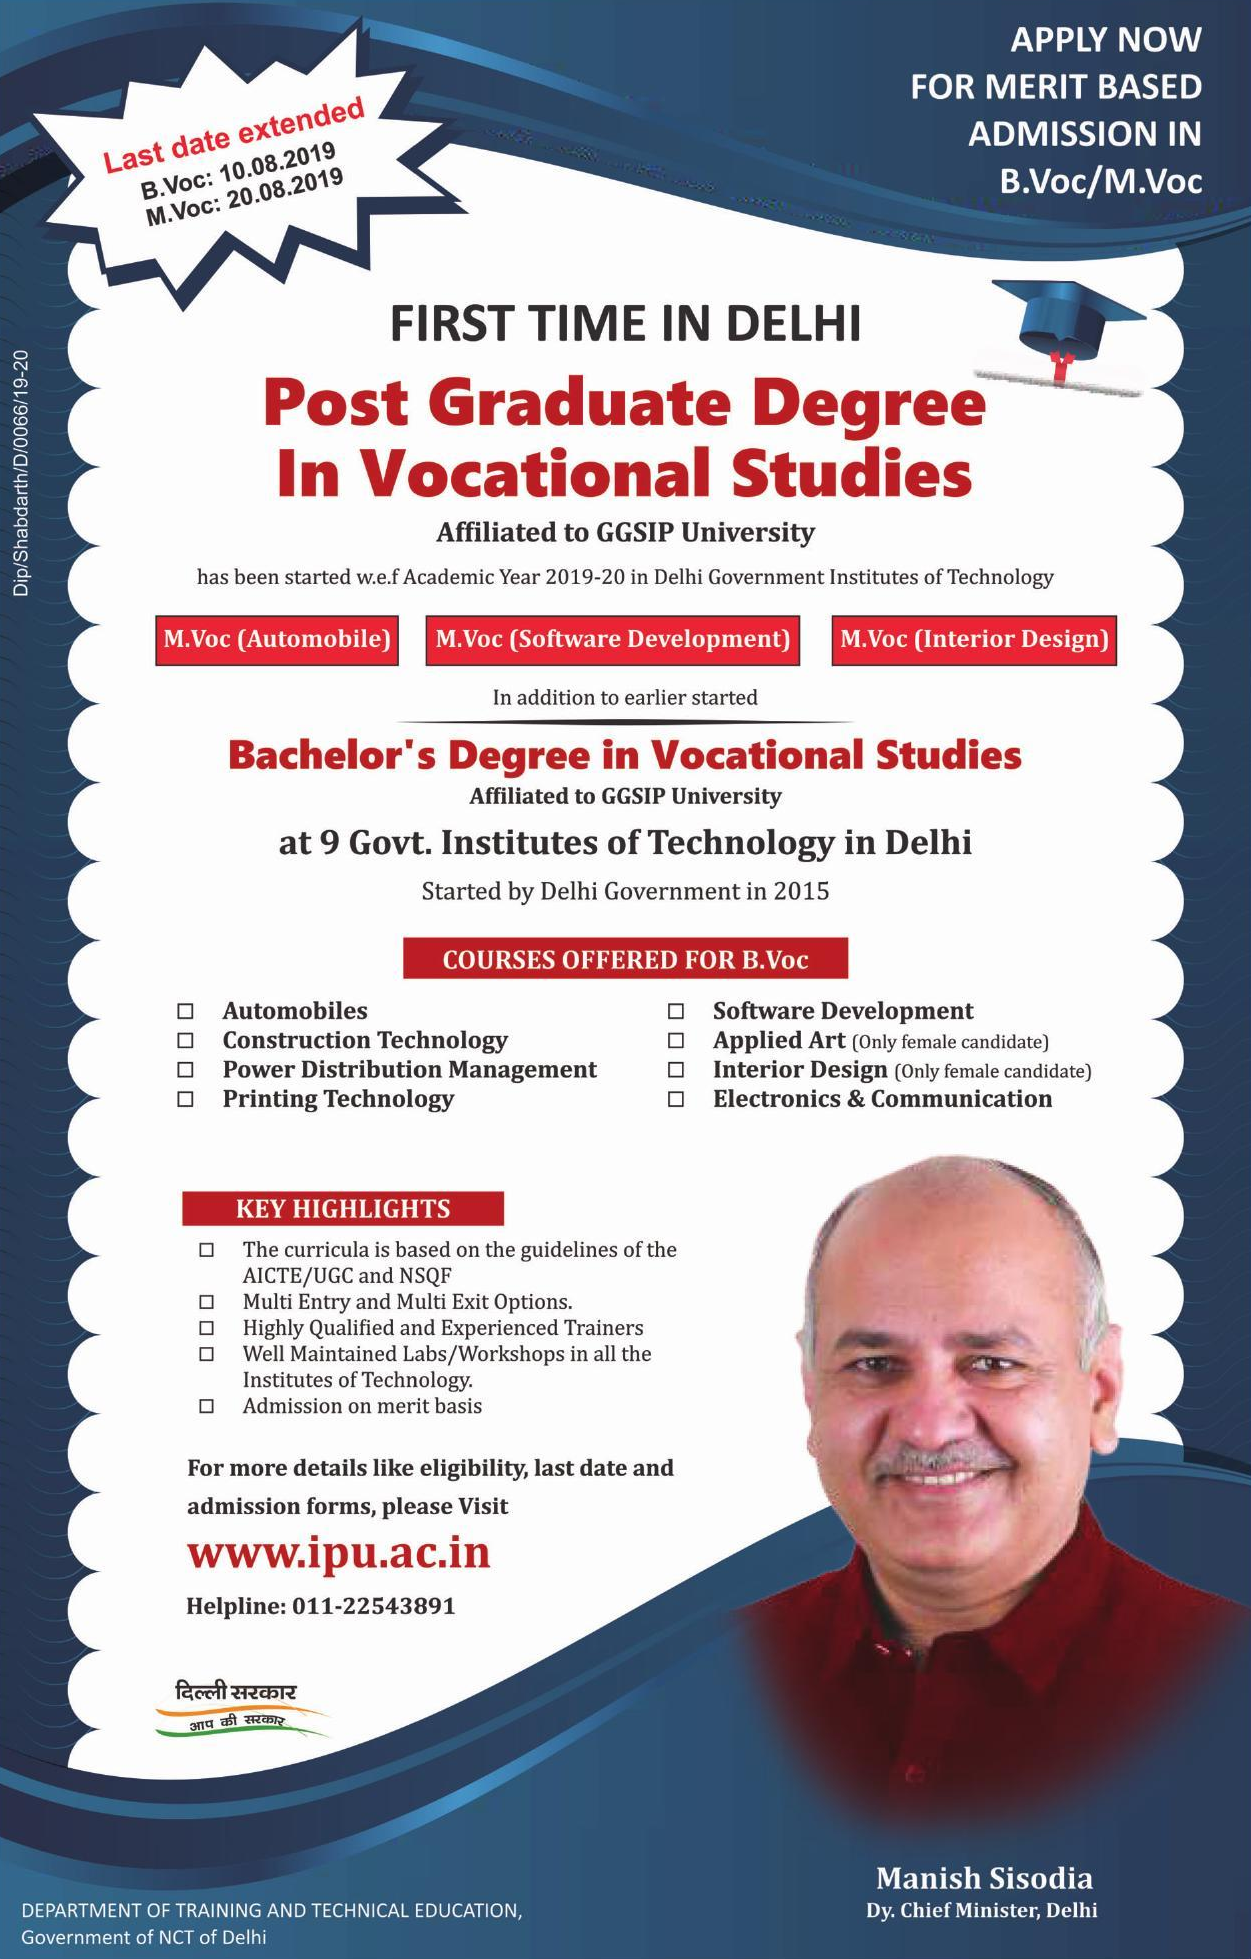 Last date extended
B.Voc: 10.08.2019
M.Voc: 20.08.2019
APPLY NOW
FOR MERIT BASED
ADMISSION IN
B.Voc/M.Voc
Dip/Shabdarth/D/0066/19-20
FIRST TIME IN DELHI
Post Graduate Degree
In Vocational Studies
Affiliated to GGSIP University
has been started w.e.f Academic Year 2019-20 in Delhi Government Institutes of Technology
M.Voc (Automobile)
M.Voc (Software Development)
M.Voc (Interior Design)
In addition to earlier started
Bachelor's Degree in Vocational Studies
Affiliated to GGSIP University
at 9 Govt. Institutes of Technology in Delhi
Started by Delhi Government in 2015
COURSES OFFERED FOR B.Voc
Automobiles
Construction Technology
Power Distribution Management
Printing Technology
Software Development
Applied Art (Only female candidate)
Interior Design (Only female candidate)
Electronics & Communication
KEY HIGHLIGHTS
The curricula is based on the guidelines of the
AICTE/UGC and NSQF
Multi Entry and Multi Exit Options.
Highly Qualified and Experienced Trainers
Well Maintained Labs/Workshops in all the
Institutes of Technology.
Admission on merit basis
For more details like eligibility, last date and
admission forms, please Visit
www.ipu.ac.in
Helpline: 011-22543891
दिल्ली सरकार
आप की सरकार
Manish Sisodia
Dy. Chief Minister, Delhi
DEPARTMENT OF TRAINING AND TECHNICAL EDUCATION,
Government of NCT of Delhi